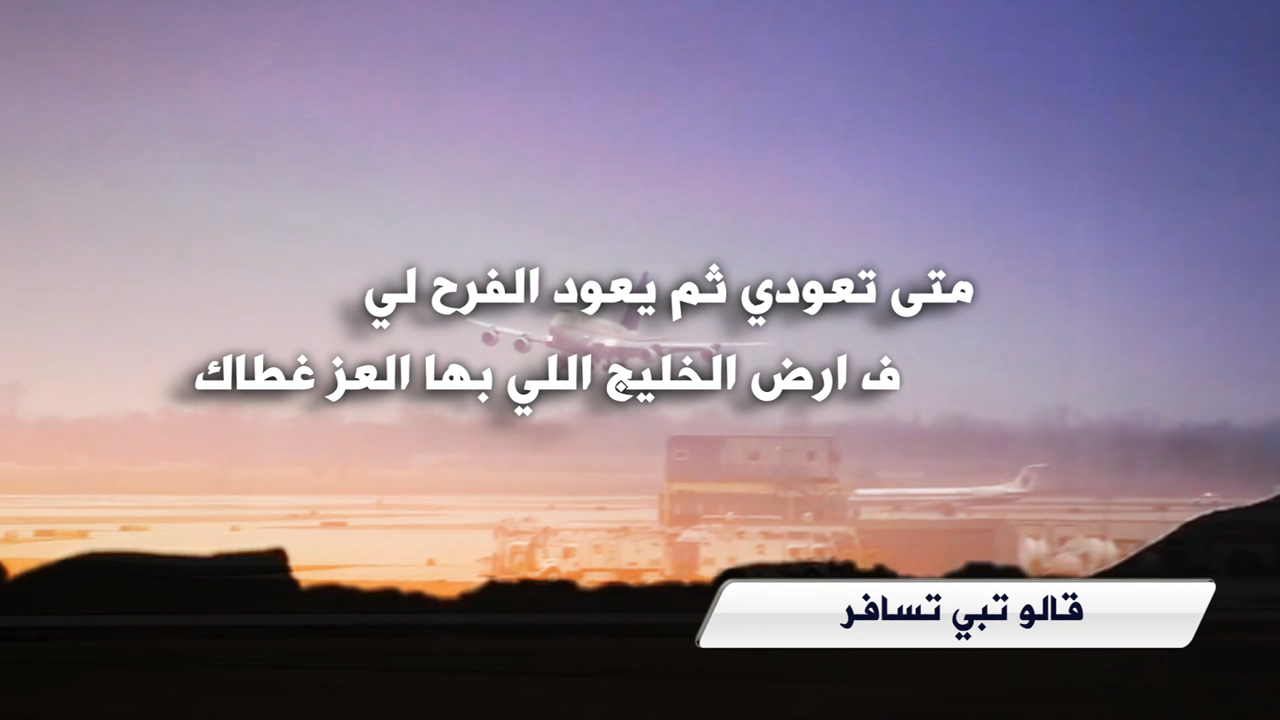 متى تعودي ثم يعود الفرح لي
ف ارض الخليج اللي بها العز غطاك
قالو تبي تسافر